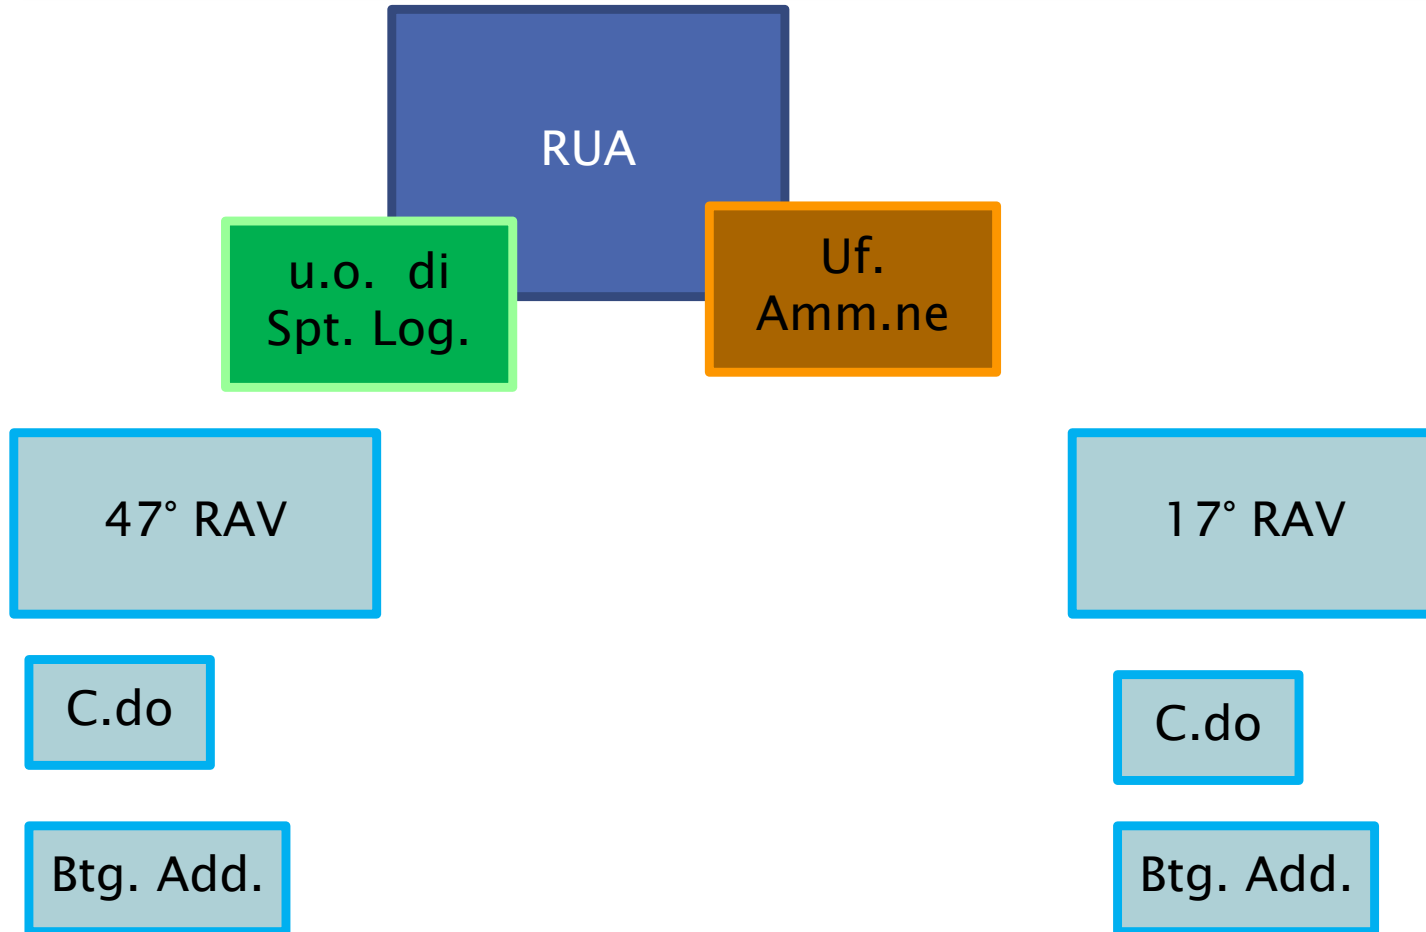 RUA
u.o. di
Spt. Log.
Uf.
Amm.ne
47° RAV
17° RAV
C.do
C.do
Btg. Add.
Btg. Add.